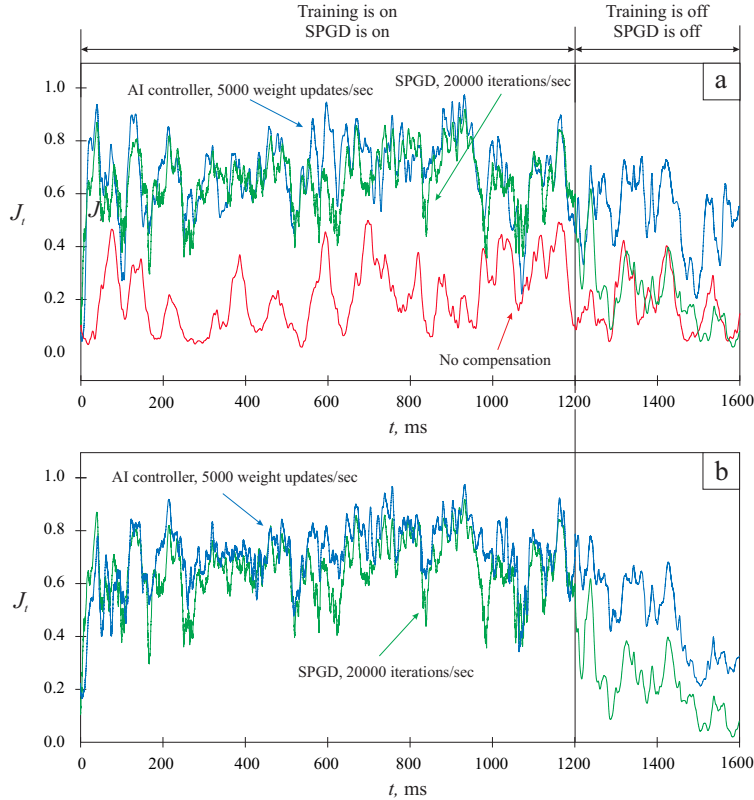 Training is on
SPGD is on
Training is off
SPGD is off
a
1.0
0.8
0.6
0.4
0.2
0.0
J_t
J
AI controller, 5000 weight updates/sec
SPGD, 20000 iterations/sec
No compensation
0 200 400 600 800 1000 1200 1400 1600
t, ms
b
1.0
0.8
0.6
0.4
0.2
0.0
J_t
AI controller, 5000 weight updates/sec
SPGD, 20000 iterations/sec
0 200 400 600 800 1000 1200 1400 1600
t, ms